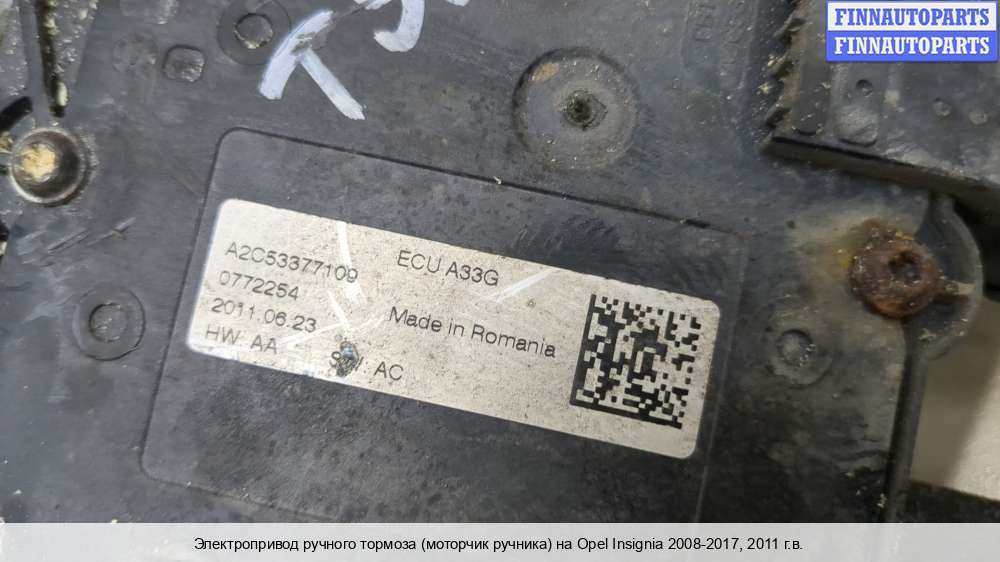 FINNAUTOPARTS
FINNAUTOPARTS
A2C53377109
0772254
2011.06.23
HW AA
SW AC
ECU A33G
Made in Romania
Электропривод ручного тормоза (моторчик ручника) на Opel Insignia 2008-2017, 2011 г.в.